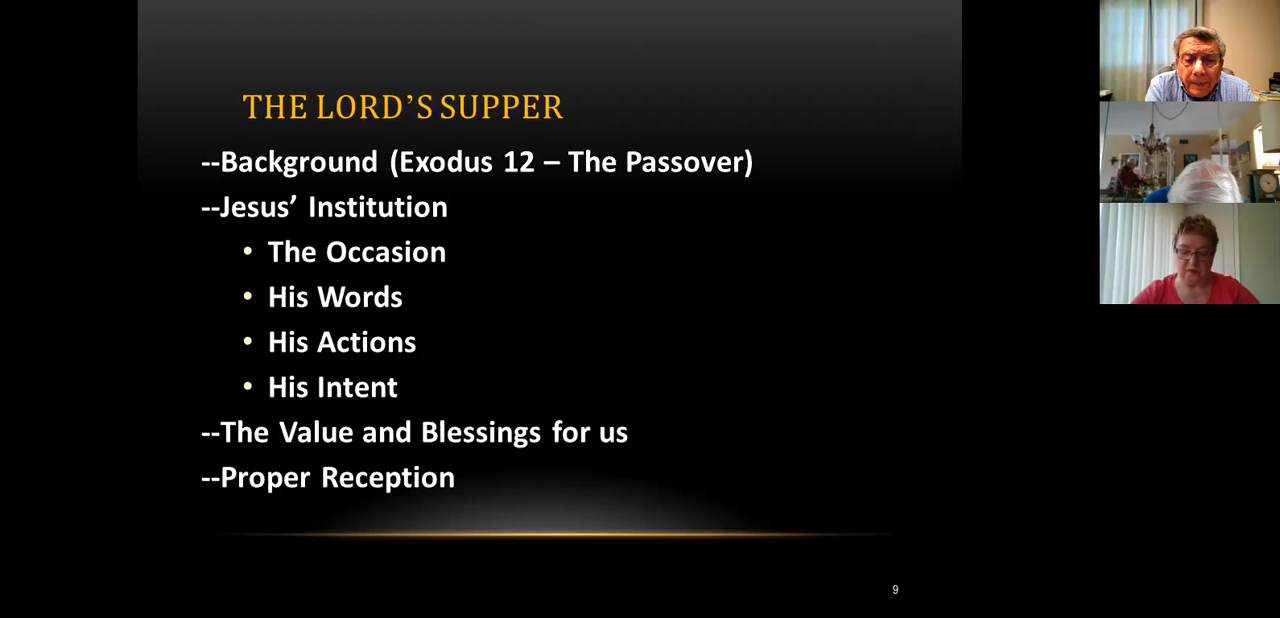 THE LORD’S SUPPER
--Background (Exodus 12 – The Passover)
--Jesus’ Institution
• The Occasion
• His Words
• His Actions
• His Intent
--The Value and Blessings for us
--Proper Reception
9